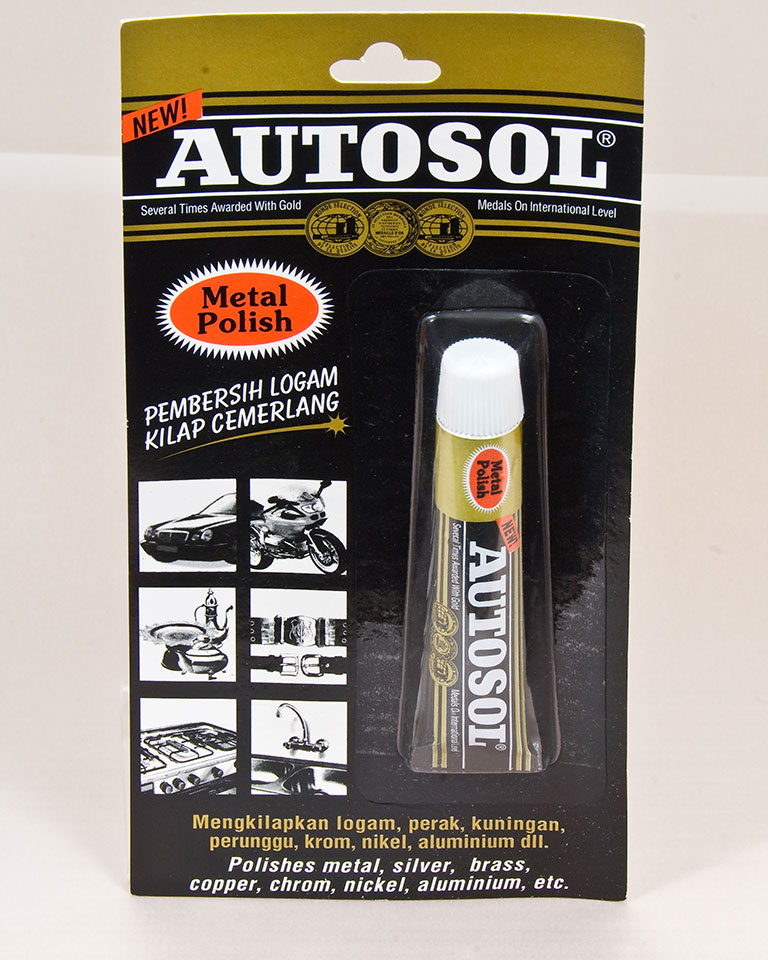 NEW!
AUTOSOL®
Several Times Awarded With Gold
Medals On International Level
Metal
Polish
PEMBERSIH LOGAM
KILAP CEMERLANG
Metal
Polish
NEW!
AUTOSOL®
Several Times Awarded With Gold
Medals On International Level
Mengkilapkan logam, perak, kuningan,
perunggu, krom, nikel, aluminium dll.
Polishes metal, silver, brass,
copper, chrom, nickel, aluminium, etc.